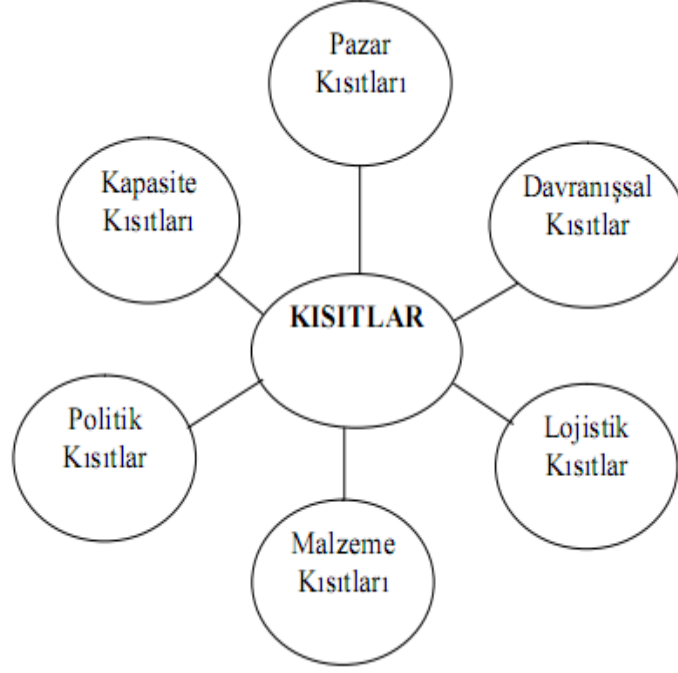 Pazar
Kısıtları
Kapasite
Kısıtları
Davranışsal
Kısıtlar
KISITLAR
Politik
Kısıtlar
Lojistik
Kısıtlar
Malzeme
Kısıtları